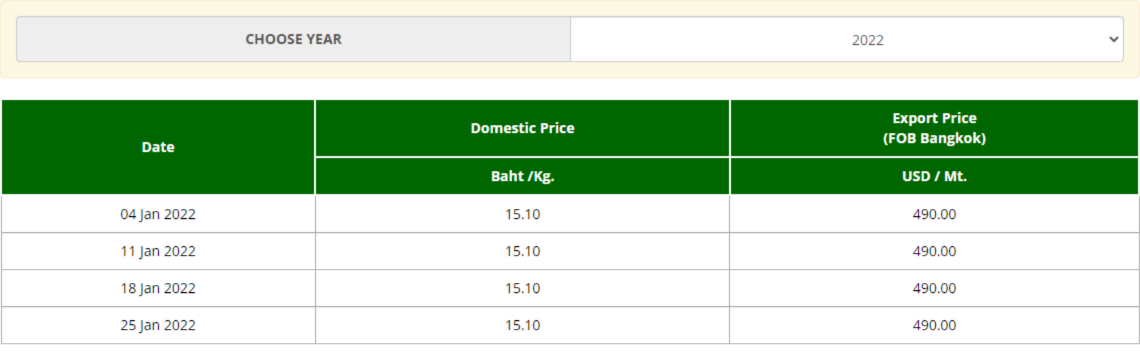 CHOOSE YEAR 2022
Date Domestic Price Export Price
(FOB Bangkok)
Baht /Kg. USD / Mt.
04 Jan 2022 15.10 490.00
11 Jan 2022 15.10 490.00
18 Jan 2022 15.10 490.00
25 Jan 2022 15.10 490.00